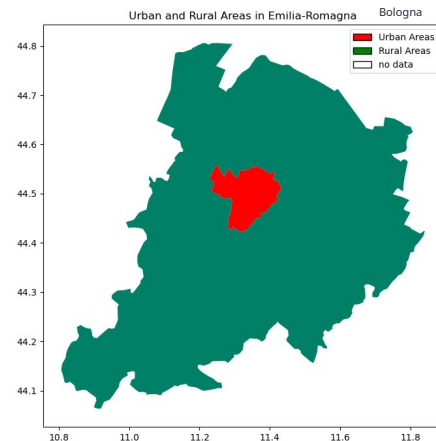 Urban and Rural Areas in Emilia-Romagna
Bologna
Urban Areas
Rural Areas
no data
44.8
44.7
44.6
44.5
44.4
44.3
44.2
44.1
10.8 11.0 11.2 11.4 11.6 11.8